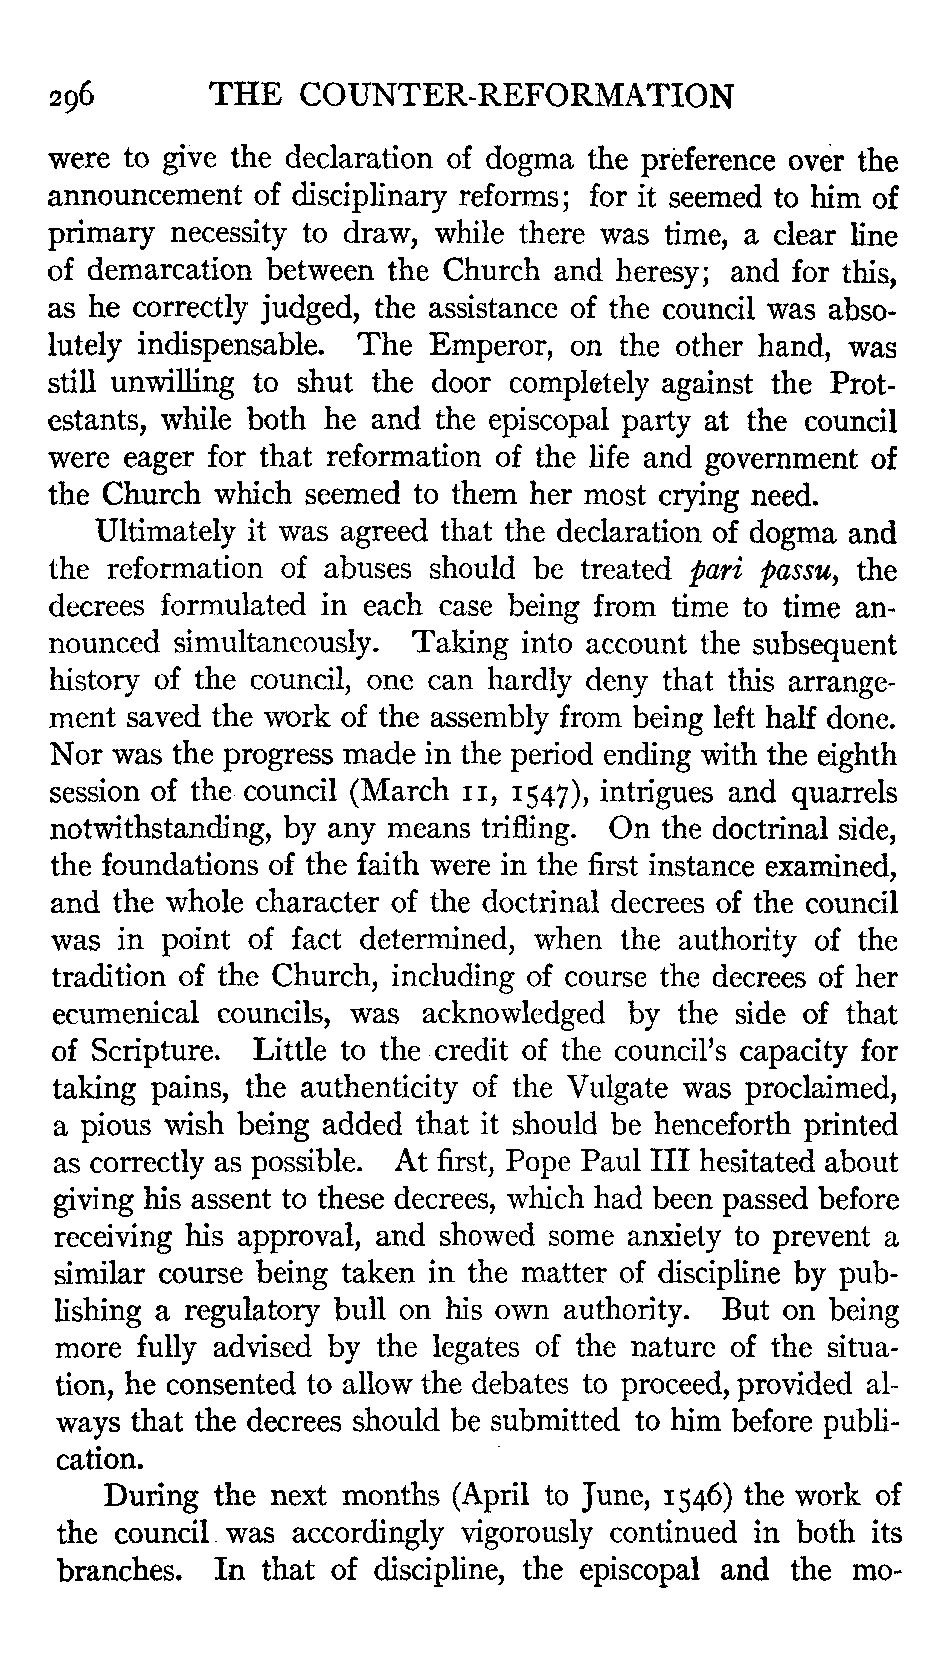 296 THE COUNTER-REFORMATION
were to give the declaration of dogma the preference over the
announcement of disciplinary reforms; for it seemed to him of
primary necessity to draw, while there was time, a clear line
of demarcation between the Church and heresy; and for this,
as he correctly judged, the assistance of the council was abso-
lutely indispensable. The Emperor, on the other hand, was
still unwilling to shut the door completely against the Prot-
estants, while both he and the episcopal party at the council
were eager for that reformation of the life and government of
the Church which seemed to them her most crying need.
Ultimately it was agreed that the declaration of dogma and
the reformation of abuses should be treated pari passu, the
decrees formulated in each case being from time to time an-
nounced simultaneously. Taking into account the subsequent
history of the council, one can hardly deny that this arrange-
ment saved the work of the assembly from being left half done.
Nor was the progress made in the period ending with the eighth
session of the council (March 11, 1547), intrigues and quarrels
notwithstanding, by any means trifling. On the doctrinal side,
the foundations of the faith were in the first instance examined,
and the whole character of the doctrinal decrees of the council
was in point of fact determined, when the authority of the
tradition of the Church, including of course the decrees of her
ecumenical councils, was acknowledged by the side of that
of Scripture. Little to the credit of the council's capacity for
taking pains, the authenticity of the Vulgate was proclaimed,
a pious wish being added that it should be henceforth printed
as correctly as possible. At first, Pope Paul III hesitated about
giving his assent to these decrees, which had been passed before
receiving his approval, and showed some anxiety to prevent a
similar course being taken in the matter of discipline by pub-
lishing a regulatory bull on his own authority. But on being
more fully advised by the legates of the nature of the situa-
tion, he consented to allow the debates to proceed, provided al-
ways that the decrees should be submitted to him before publi-
cation.
During the next months (April to June, 1546) the work of
the council was accordingly vigorously continued in both its
branches. In that of discipline, the episcopal and the mo-